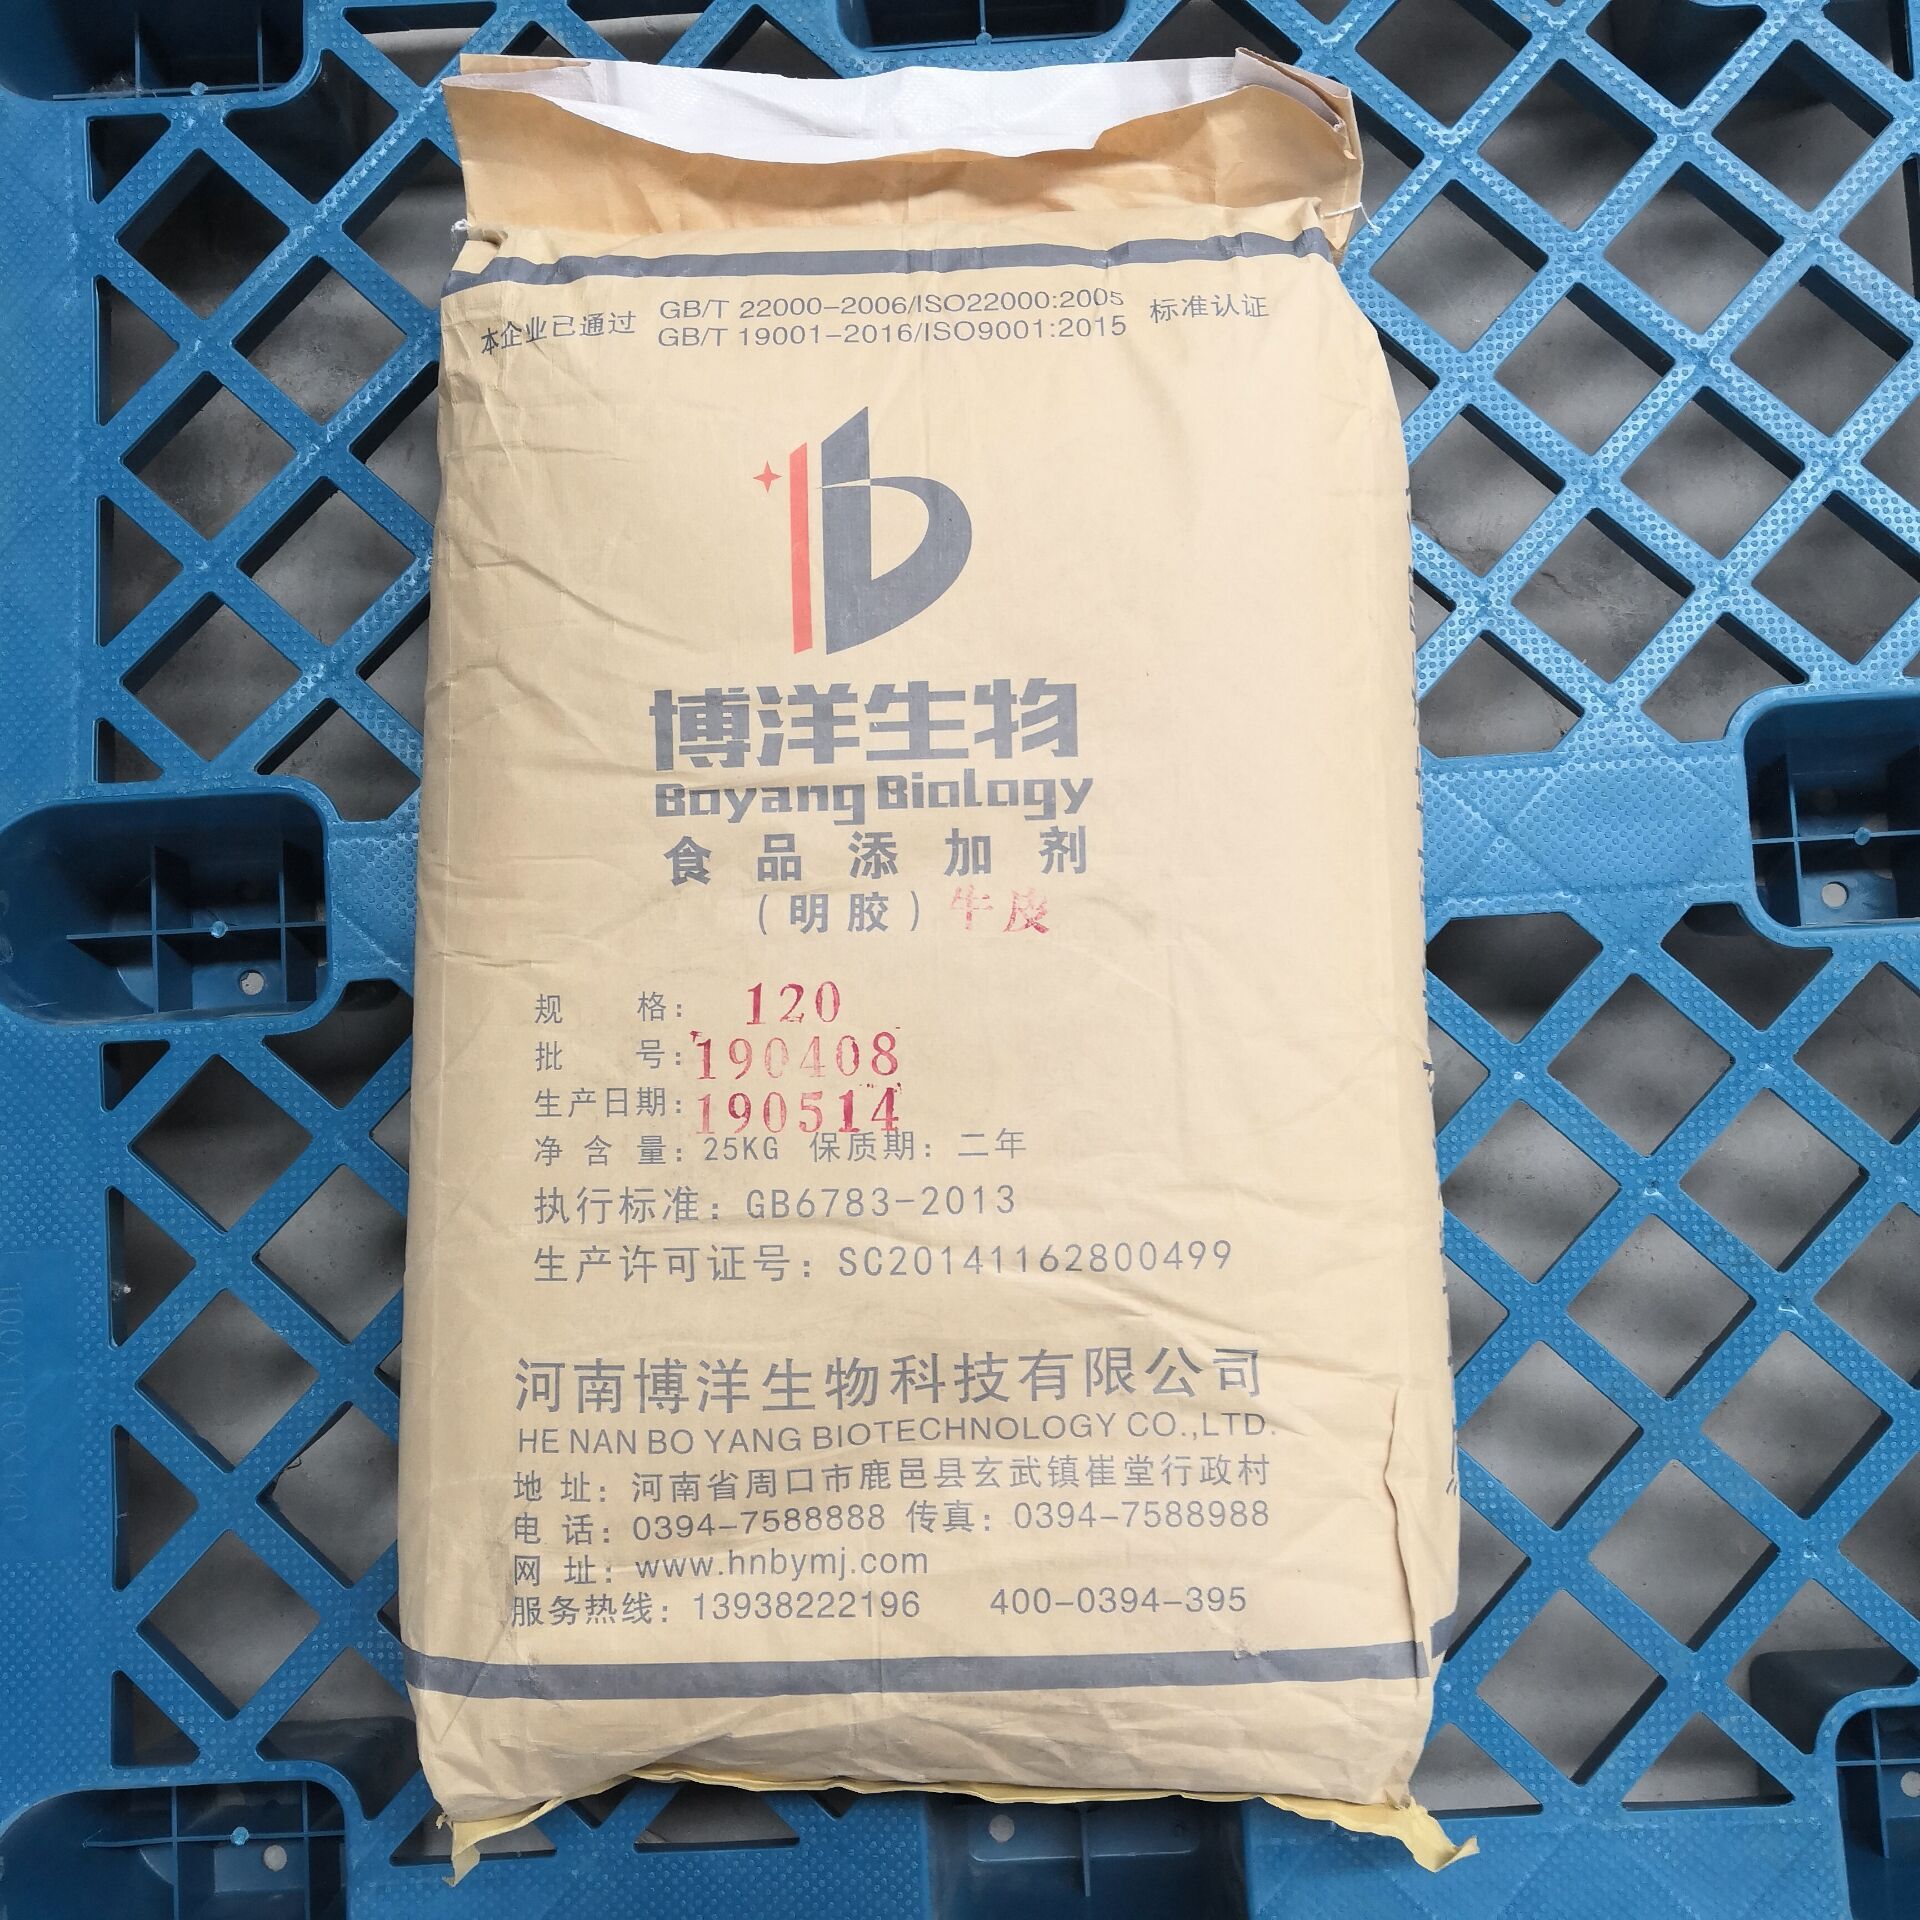 本企业已通过 GB/T 22000-2006/ISO22000:2005 标准认证
GB/T 19001-2016/ISO9001:2015
博洋生物
Boyang Biology
食品添加剂
(明胶) 牛皮
规 格: 120
批 号: 190408
生产日期: 190514
净含量: 25KG 保质期: 二年
执行标准: GB6783-2013
生产许可证号: SC20141162800499
河南博洋生物科技有限公司
HE NAN BO YANG BIOTECHNOLOGY CO.,LTD.
地 址: 河南省周口市鹿邑县玄武镇崔堂行政村
电 话: 0394-7588888 传真: 0394-7588988
网 址: www.hnbymj.com
服务热线: 13938222196 400-0394-395